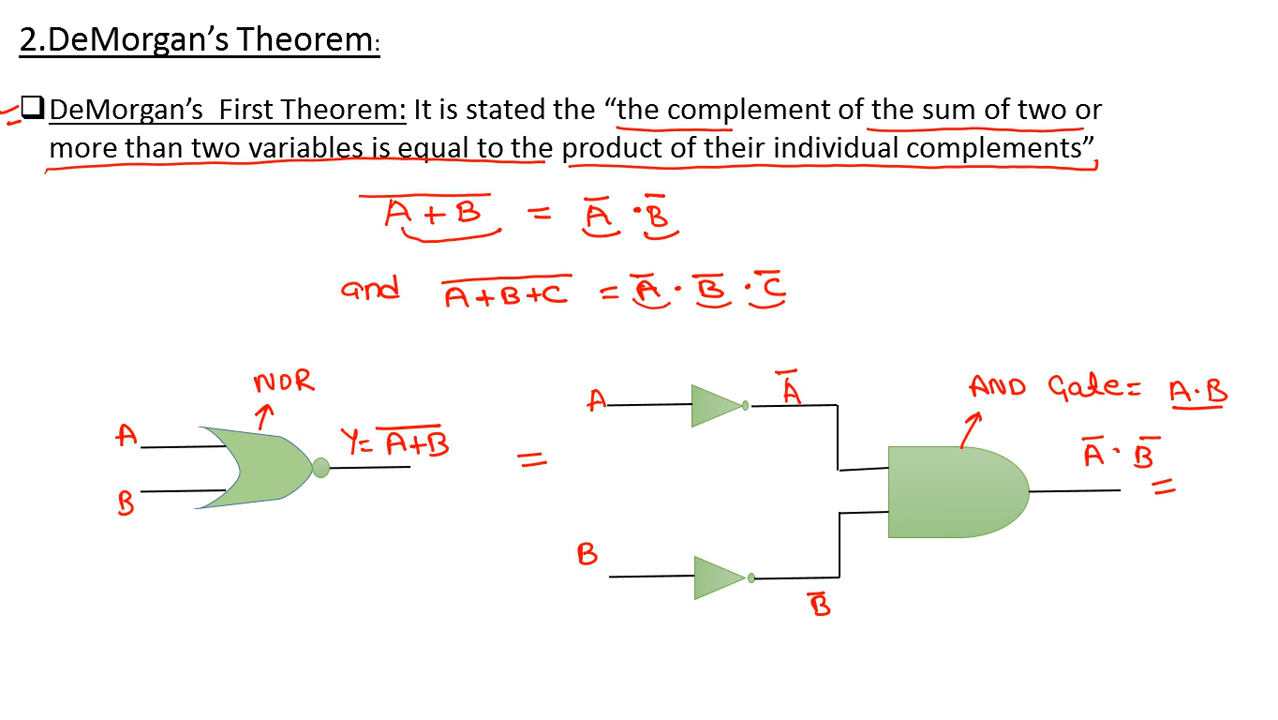 2.DeMorgan's Theorem:
DeMorgan's First Theorem: It is stated the “the complement of the sum of two or
more than two variables is equal to the product of their individual complements”
A̅ ̅+̅ ̅B̅ = A̅ · B̅
and A̅+̅B̅+̅C̅ = A̅ · B̅ · C̅
NOR
A
Y= A̅+̅B̅
B
=
A
A̅
B
B̅
AND Gate= A·B
A̅ · B̅
=